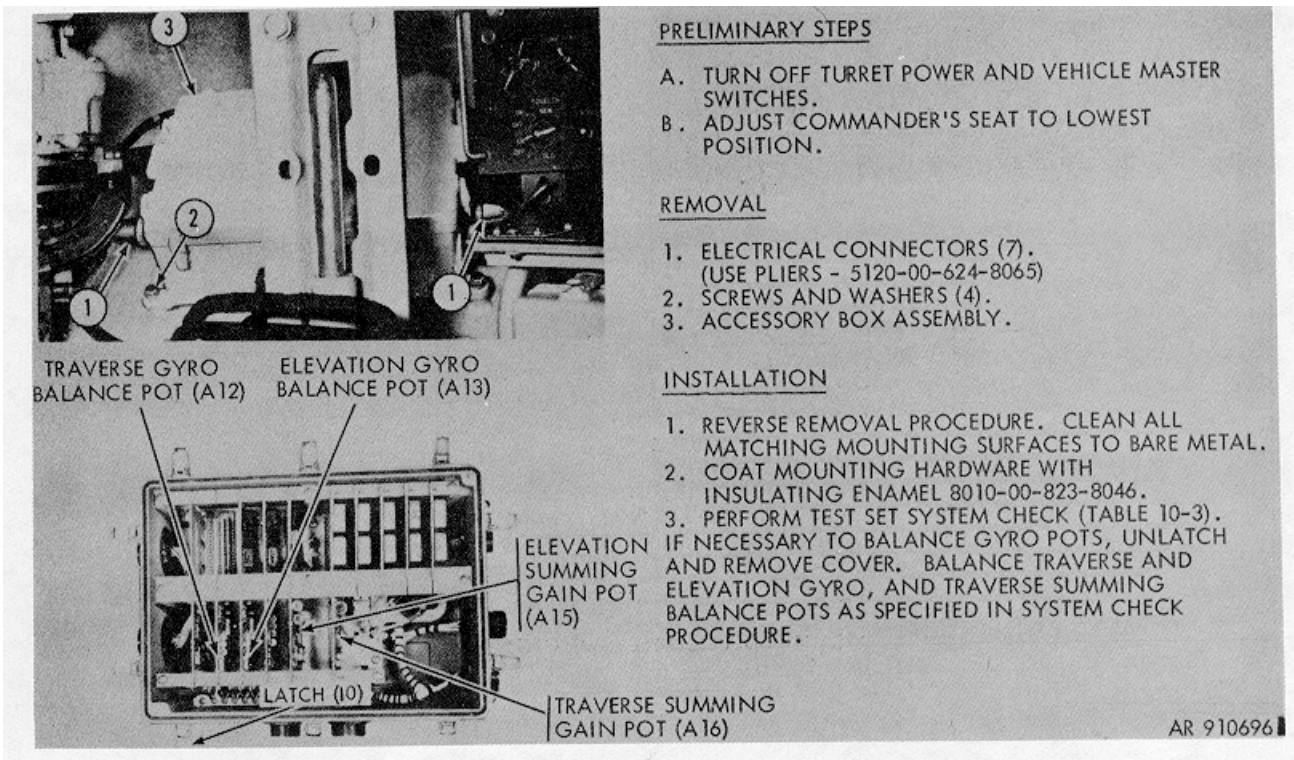 3
2
1
1
TRAVERSE GYRO
BALANCE POT (A12)
ELEVATION GYRO
BALANCE POT (A13)
ELEVATION
SUMMING
GAIN POT
(A15)
LATCH (10)
TRAVERSE SUMMING
GAIN POT (A16)
PRELIMINARY STEPS
A. TURN OFF TURRET POWER AND VEHICLE MASTER
SWITCHES.
B. ADJUST COMMANDER'S SEAT TO LOWEST
POSITION.
REMOVAL
1. ELECTRICAL CONNECTORS (7).
(USE PLIERS - 5120-00-624-8065)
2. SCREWS AND WASHERS (4).
3. ACCESSORY BOX ASSEMBLY.
INSTALLATION
1. REVERSE REMOVAL PROCEDURE. CLEAN ALL
MATCHING MOUNTING SURFACES TO BARE METAL.
2. COAT MOUNTING HARDWARE WITH
INSULATING ENAMEL 8010-00-823-8046.
3. PERFORM TEST SET SYSTEM CHECK (TABLE 10-3).
IF NECESSARY TO BALANCE GYRO POTS, UNLATCH
AND REMOVE COVER. BALANCE TRAVERSE AND
ELEVATION GYRO, AND TRAVERSE SUMMING
BALANCE POTS AS SPECIFIED IN SYSTEM CHECK
PROCEDURE.
AR 910696